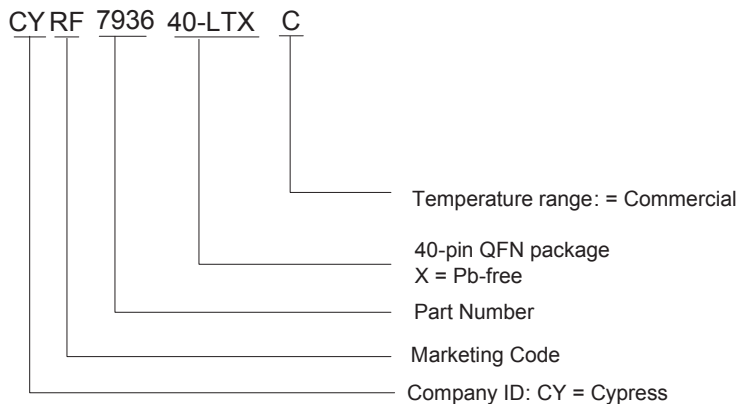 CY RF 7936 40-LTX C
Temperature range: = Commercial
40-pin QFN package
X = Pb-free
Part Number
Marketing Code
Company ID: CY = Cypress